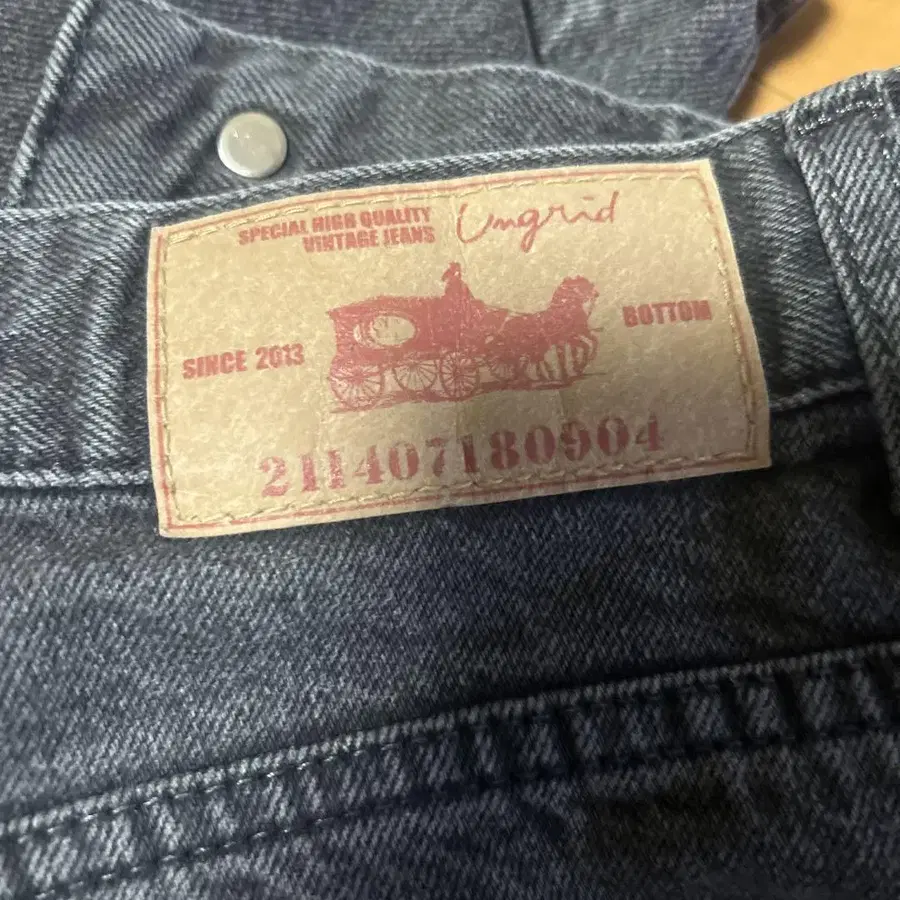 SPECIAL HIGH QUALITY
VINTAGE JEANS
Ungrid
BOTTOM
SINCE 2013
211407180904